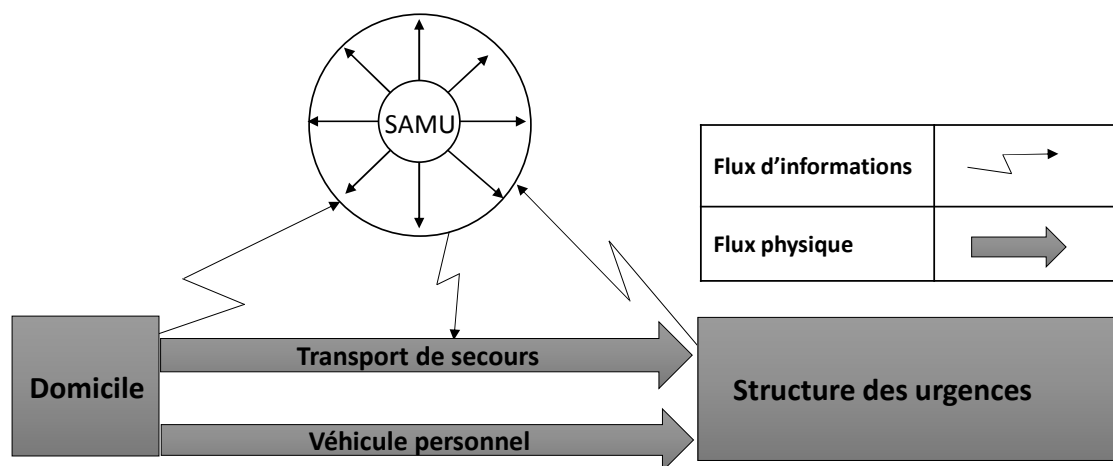 SAMU
Flux d'informations
Flux physique
Transport de secours
Domicile
Structure des urgences
Véhicule personnel